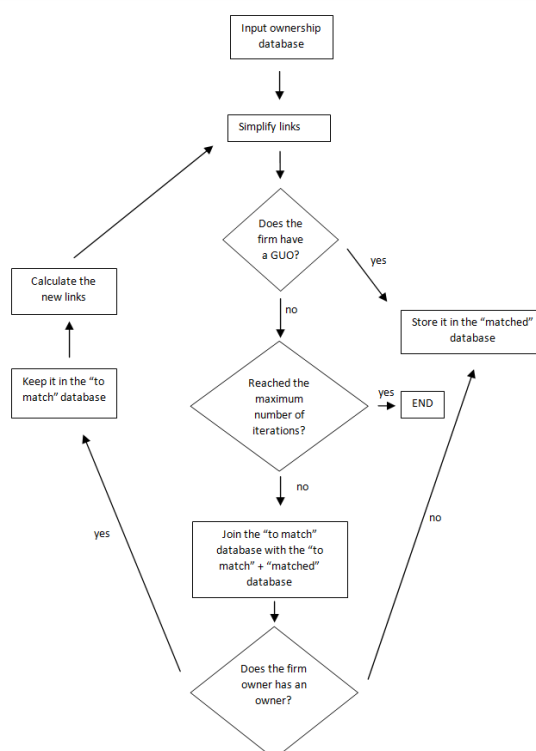 Input ownership
database
Simplify links
Does the
firm have
a GUO?
yes
Calculate the
new links
no
Store it in the “matched”
database
Keep it in the “to
match” database
Reached the
maximum
number of
iterations?
yes
END
no
Join the “to match”
database with the “to
match” + “matched”
database
yes
no
Does the firm
owner has an
owner?